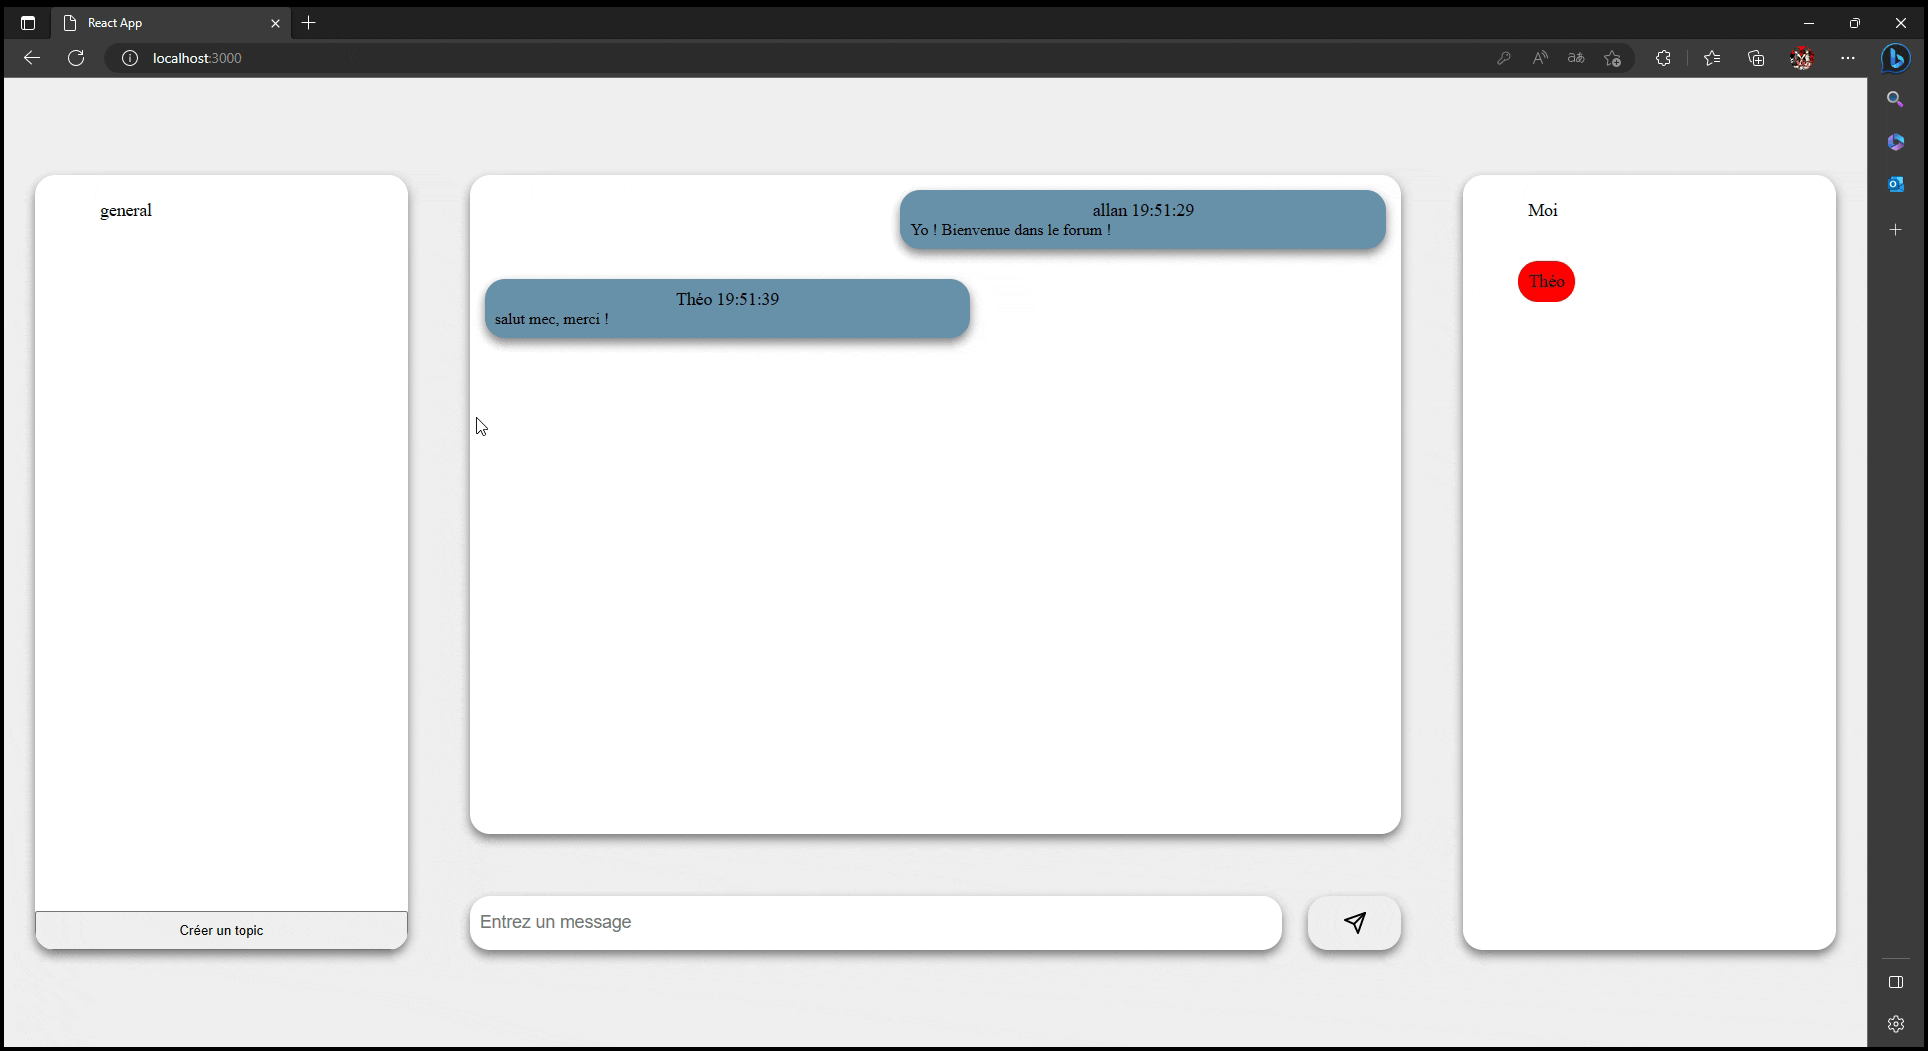 React App
localhost:3000
general
allan 19:51:29
Yo ! Bienvenue dans le forum !
Théo 19:51:39
salut mec, merci !
Moi
Théo
Créer un topic
Entrez un message